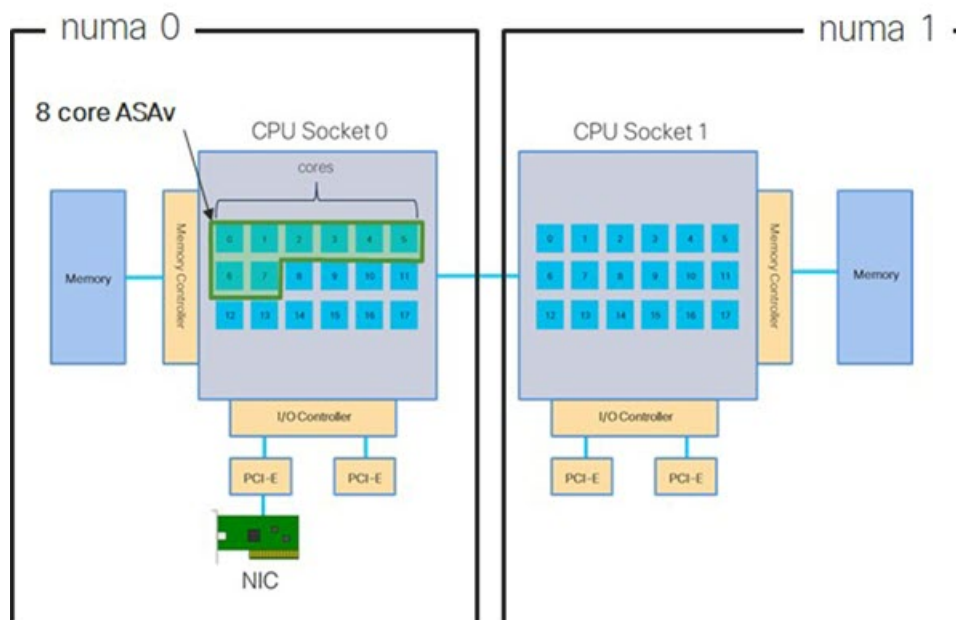 numa 0
numa 1
8 core ASAv
CPU Socket 0
CPU Socket 1
cores
0 1 2 3 4 5
6 7 8 9 10 11
12 13 14 15 16 17
0 1 2 3 4 5
6 7 8 9 10 11
12 13 14 15 16 17
Memory
Memory Controller
Memory Controller
Memory
I/O Controller
I/O Controller
PCI-E
PCI-E
PCI-E
PCI-E
NIC